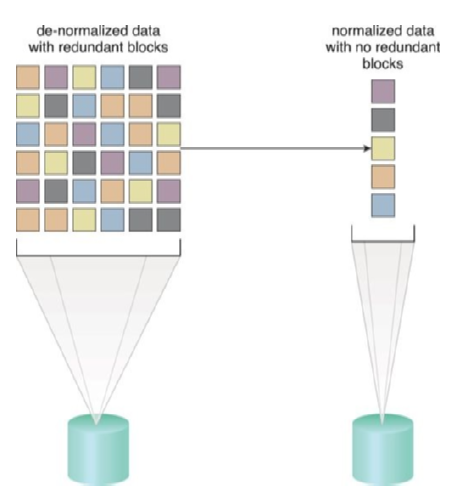 de-normalized data
with redundant blocks
normalized data
with no redundant
blocks